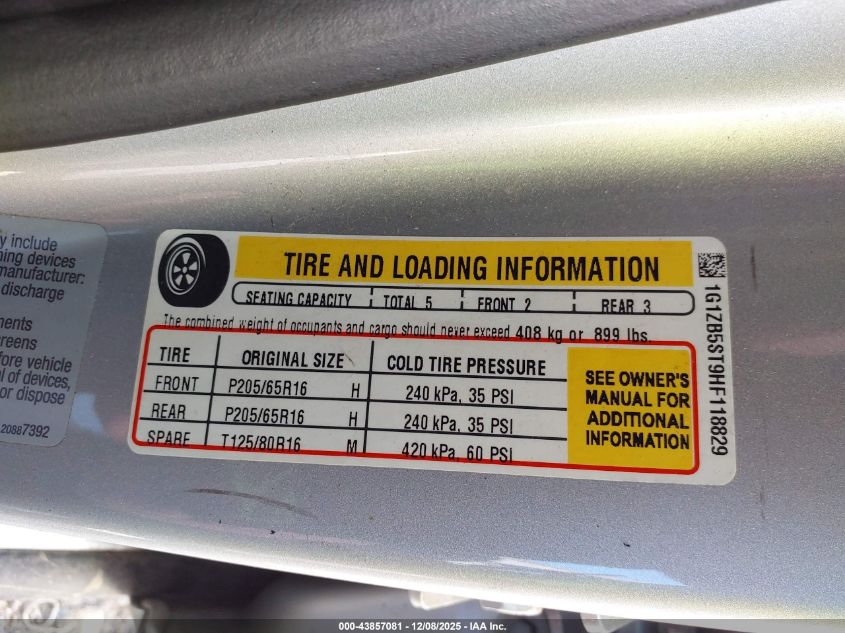 y include
ning devices
manufacturer:
discharge
ments
reens
fore vehicle
al of devices,
or dispose
20887392
TIRE AND LOADING INFORMATION
SEATING CAPACITY TOTAL 5 FRONT 2 REAR 3
The combined weight of occupants and cargo should never exceed 408 kg or 899 lbs.
TIRE ORIGINAL SIZE COLD TIRE PRESSURE
FRONT P205/65R16 H 240 kPa, 35 PSI
REAR P205/65R16 H 240 kPa, 35 PSI
SPARE T125/80R16 M 420 kPa, 60 PSI
SEE OWNER'S
MANUAL FOR
ADDITIONAL
INFORMATION
1G1ZB5ST9HF118829
000-43857081 - 12/08/2025 - IAA Inc.